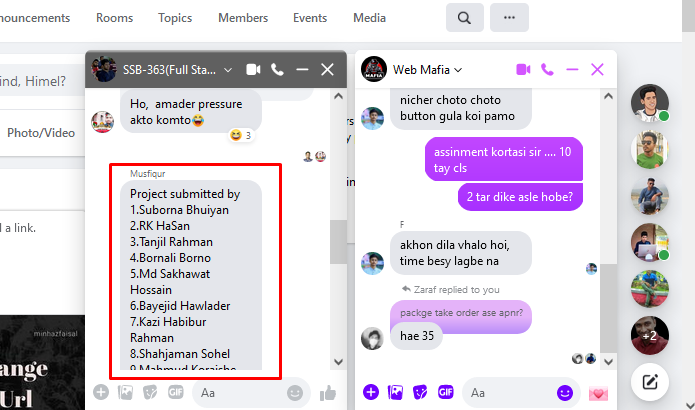 nouncements Rooms Topics Members Events Media
ind, Himel?
Photo/Video
d a link.
minhazfaisal
ange
Url
SSB-363(Full Sta...
Ho, amader pressure
akto komto😂
😆 3
Musfiqur
Project submitted by
1.Suborna Bhuiyan
2.RK HaSan
3.Tanjil Rahman
4.Bornali Borno
5.Md Sakhawat
Hossain
6.Bayejid Hawlader
7.Kazi Habibur
Rahman
8.Shahjaman Sohel
9.Mahmud Koraishe
GIF
Aa
Web Mafia
MAFIA
nicher choto choto
button gula koi pamo
assinment kortasi sir .... 10
tay cls
2 tar dike asle hobe?
F
akhon dila vhalo hoi,
time besy lagbe na
Zaraf replied to you
packge take order ase apnr?
hae 35
GIF
Aa
+2